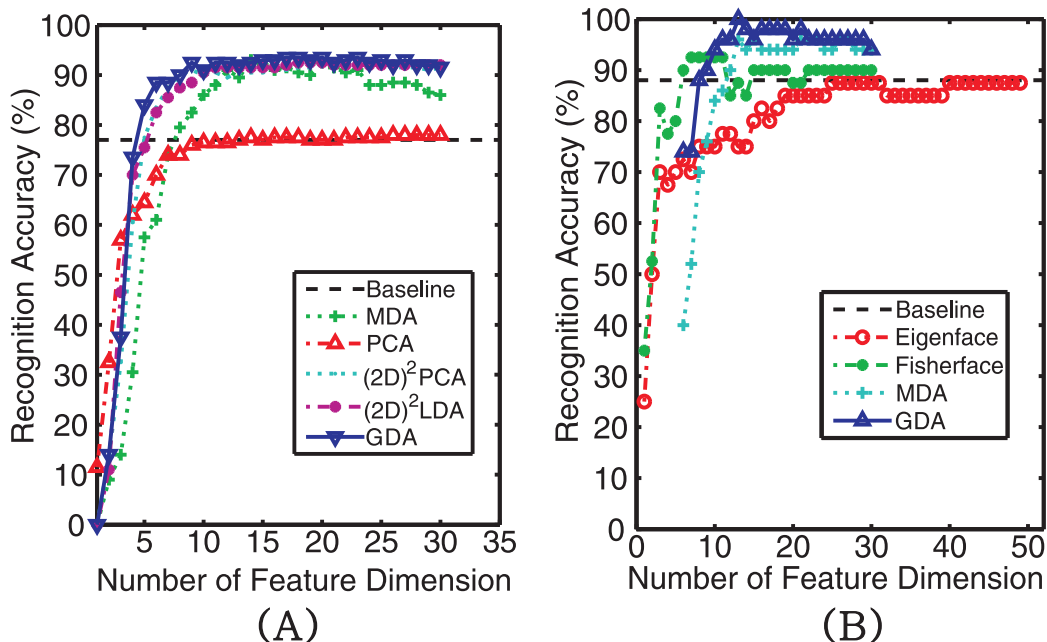 100
90
80
70
60
50
40
30
20
10
0
Recognition Accuracy (%)
Baseline
MDA
PCA
(2D)²PCA
(2D)²LDA
GDA
5 10 15 20 25 30 35
Number of Feature Dimension
(A)
100
90
80
70
60
50
40
30
20
10
0
Recognition Accuracy (%)
Baseline
Eigenface
Fisherface
MDA
GDA
0 10 20 30 40 50
Number of Feature Dimension
(B)